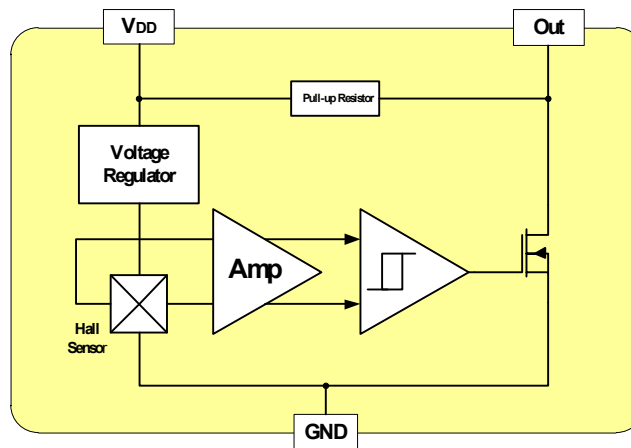 VDD
Out
Pull-up Resistor
Voltage
Regulator
Amp
Hall
Sensor
GND